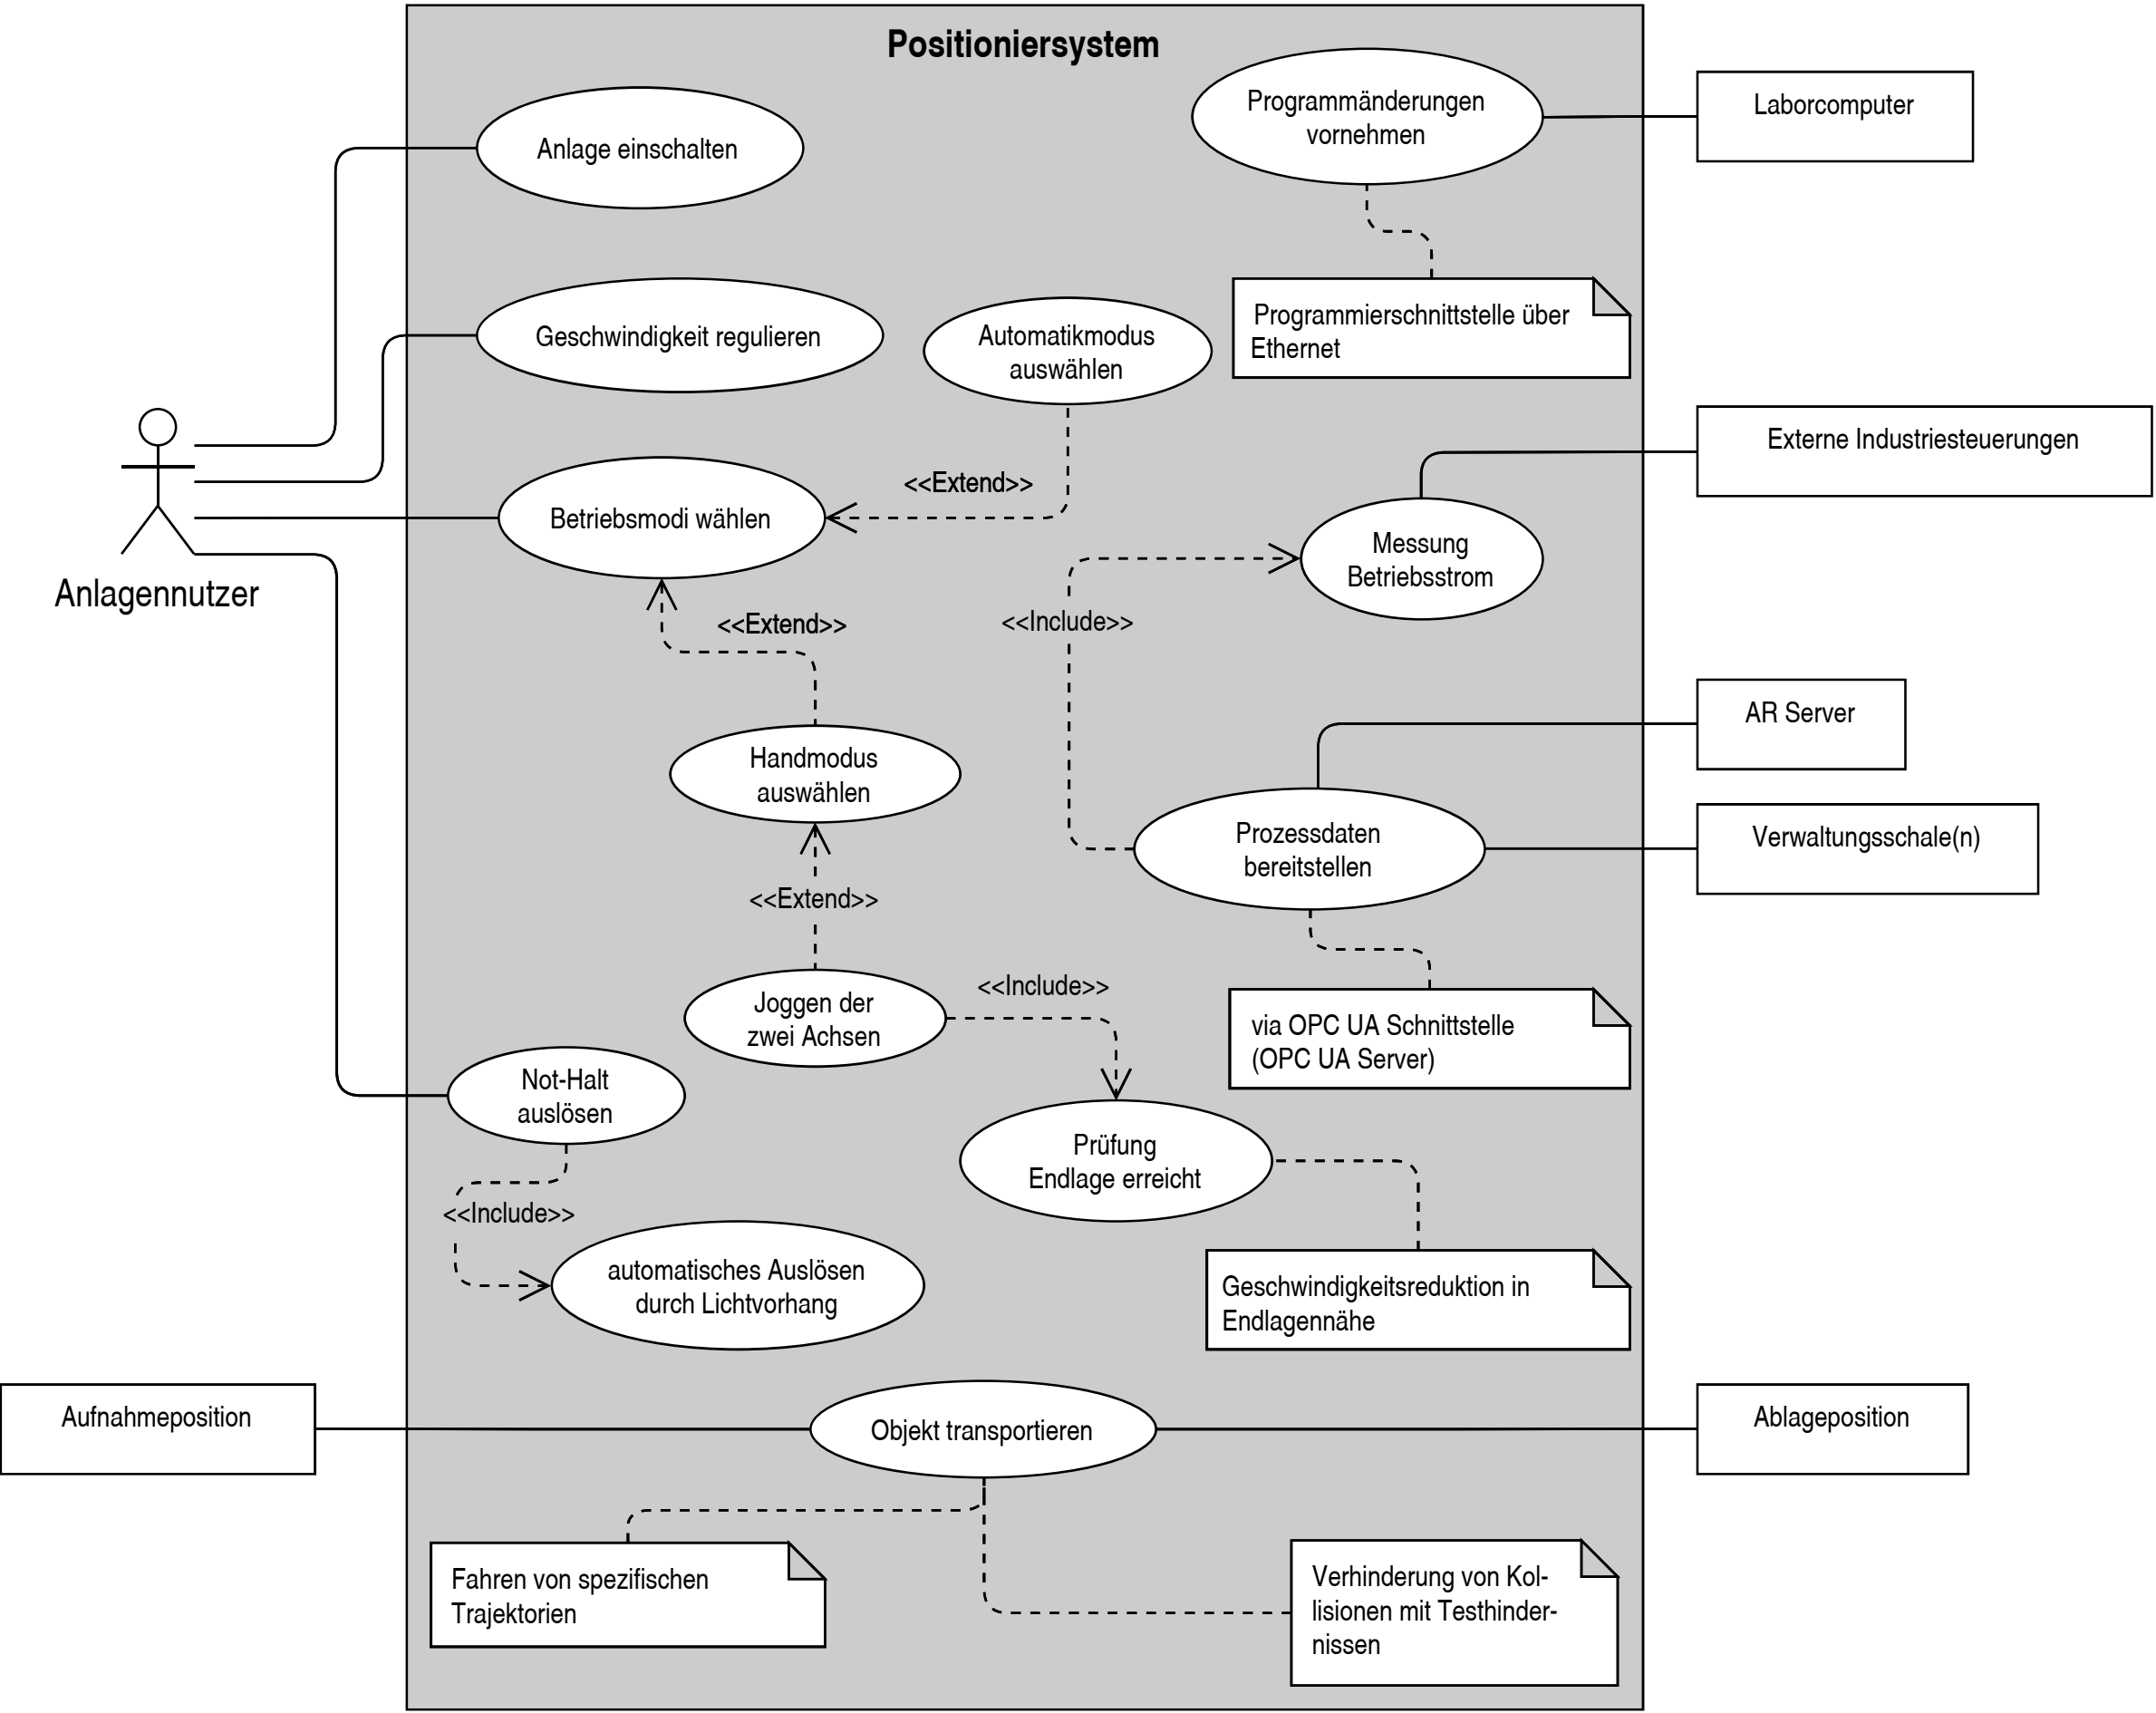 Positioniersystem
Programmänderungen
vornehmen
Laborcomputer
Anlage einschalten
Programmierschnittstelle über
Ethernet
Geschwindigkeit regulieren
Automatikmodus
auswählen
Externe Industriesteuerungen
<<Extend>>
Betriebsmodi wählen
Messung
Betriebsstrom
Anlagennutzer
<<Extend>>
<<Include>>
AR Server
Handmodus
auswählen
Prozessdaten
bereitstellen
Verwaltungsschale(n)
<<Extend>>
<<Include>>
Joggen der
zwei Achsen
via OPC UA Schnittstelle
(OPC UA Server)
Not-Halt
auslösen
Prüfung
Endlage erreicht
<<Include>>
automatisches Auslösen
durch Lichtvorhang
Geschwindigkeitsreduktion in
Endlagennähe
Aufnahmeposition
Objekt transportieren
Ablageposition
Fahren von spezifischen
Trajektorien
Verhinderung von Kol-
lisionen mit Testhinder-
nissen